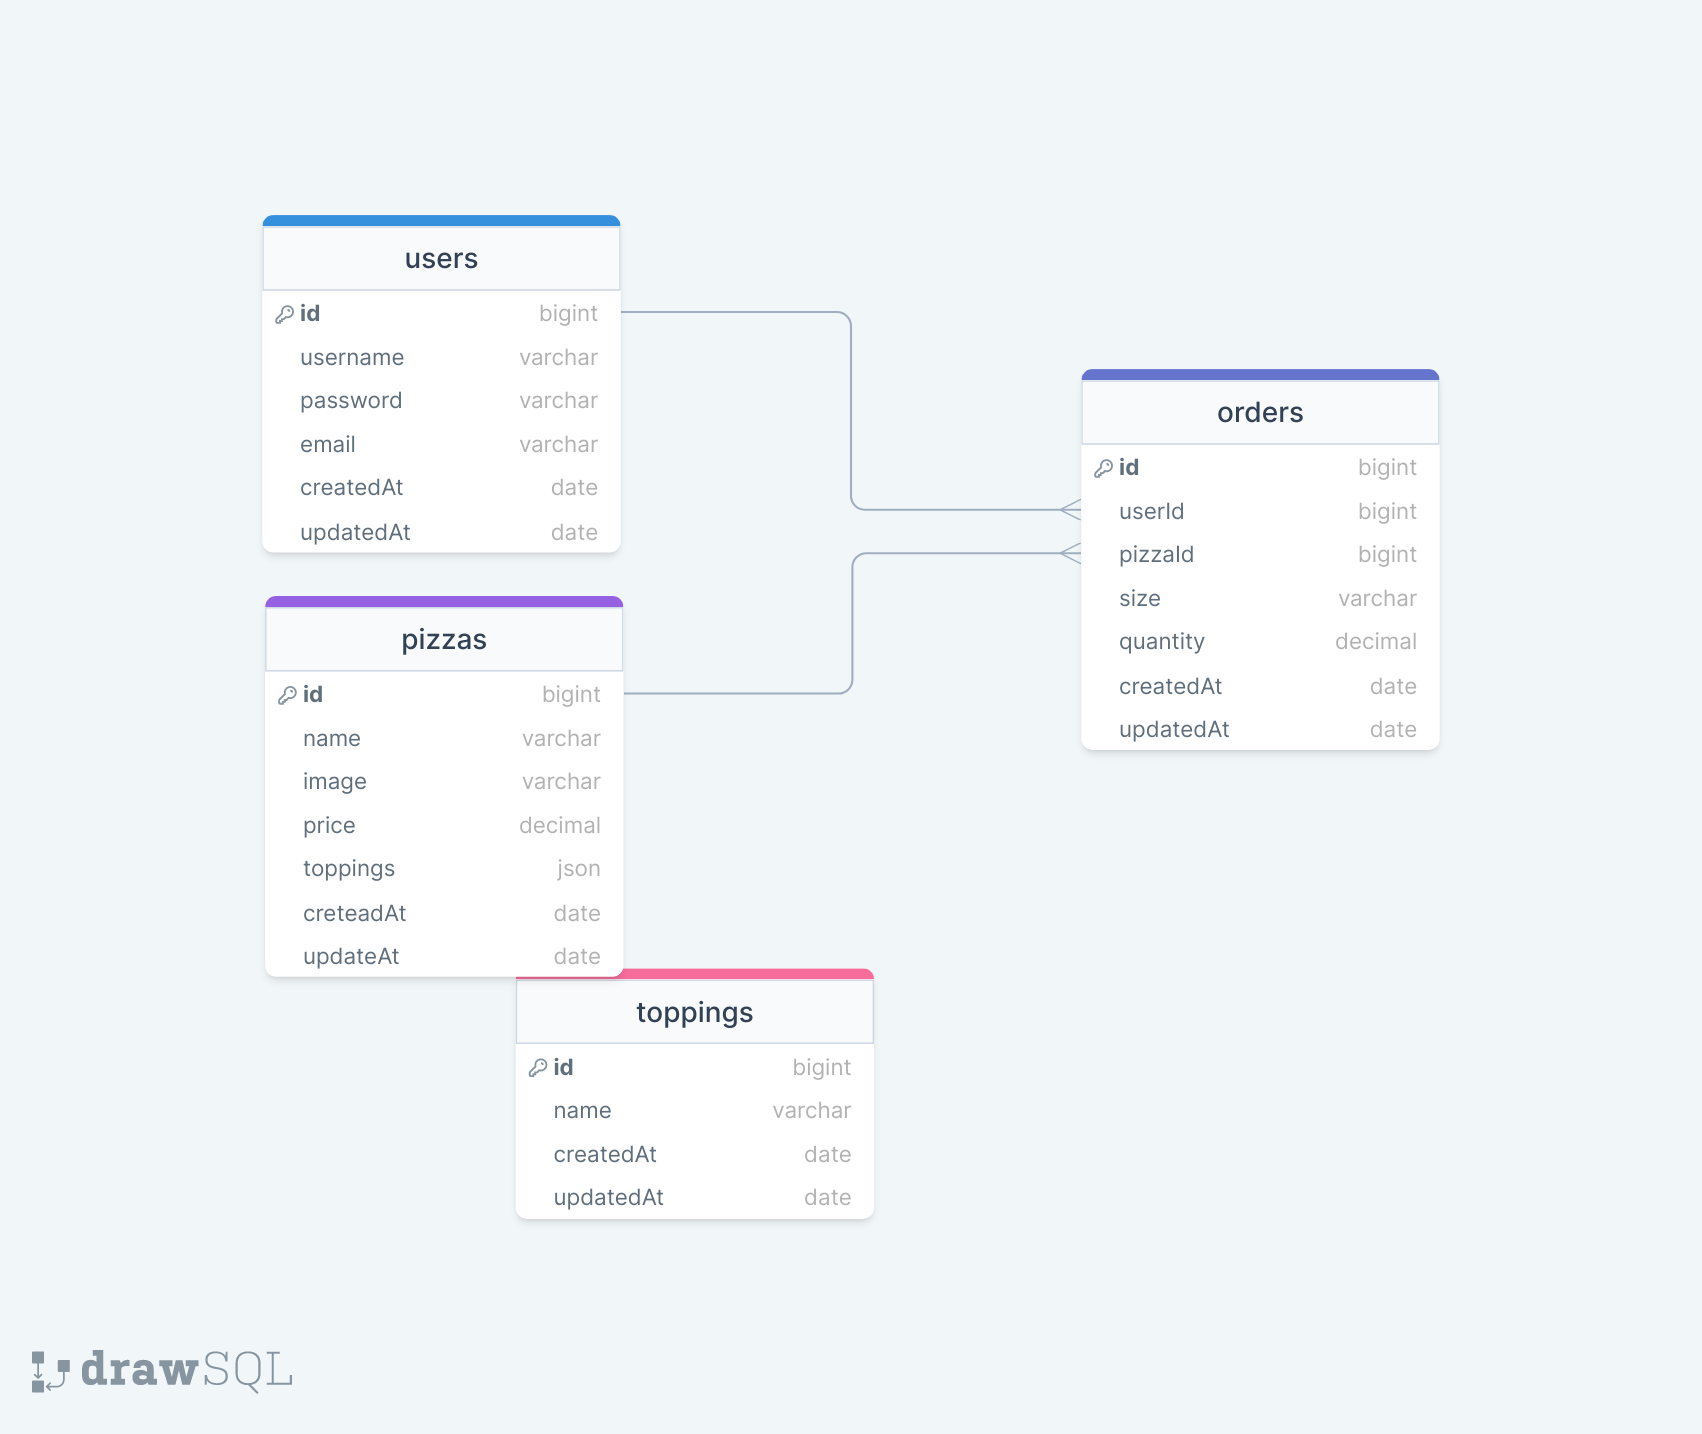 users
id bigint
username varchar
password varchar
email varchar
createdAt date
updatedAt date
orders
id bigint
userId bigint
pizzaId bigint
size varchar
quantity decimal
createdAt date
updatedAt date
pizzas
id bigint
name varchar
image varchar
price decimal
toppings json
creteadAt date
updateAt date
toppings
id bigint
name varchar
createdAt date
updatedAt date
drawSQL